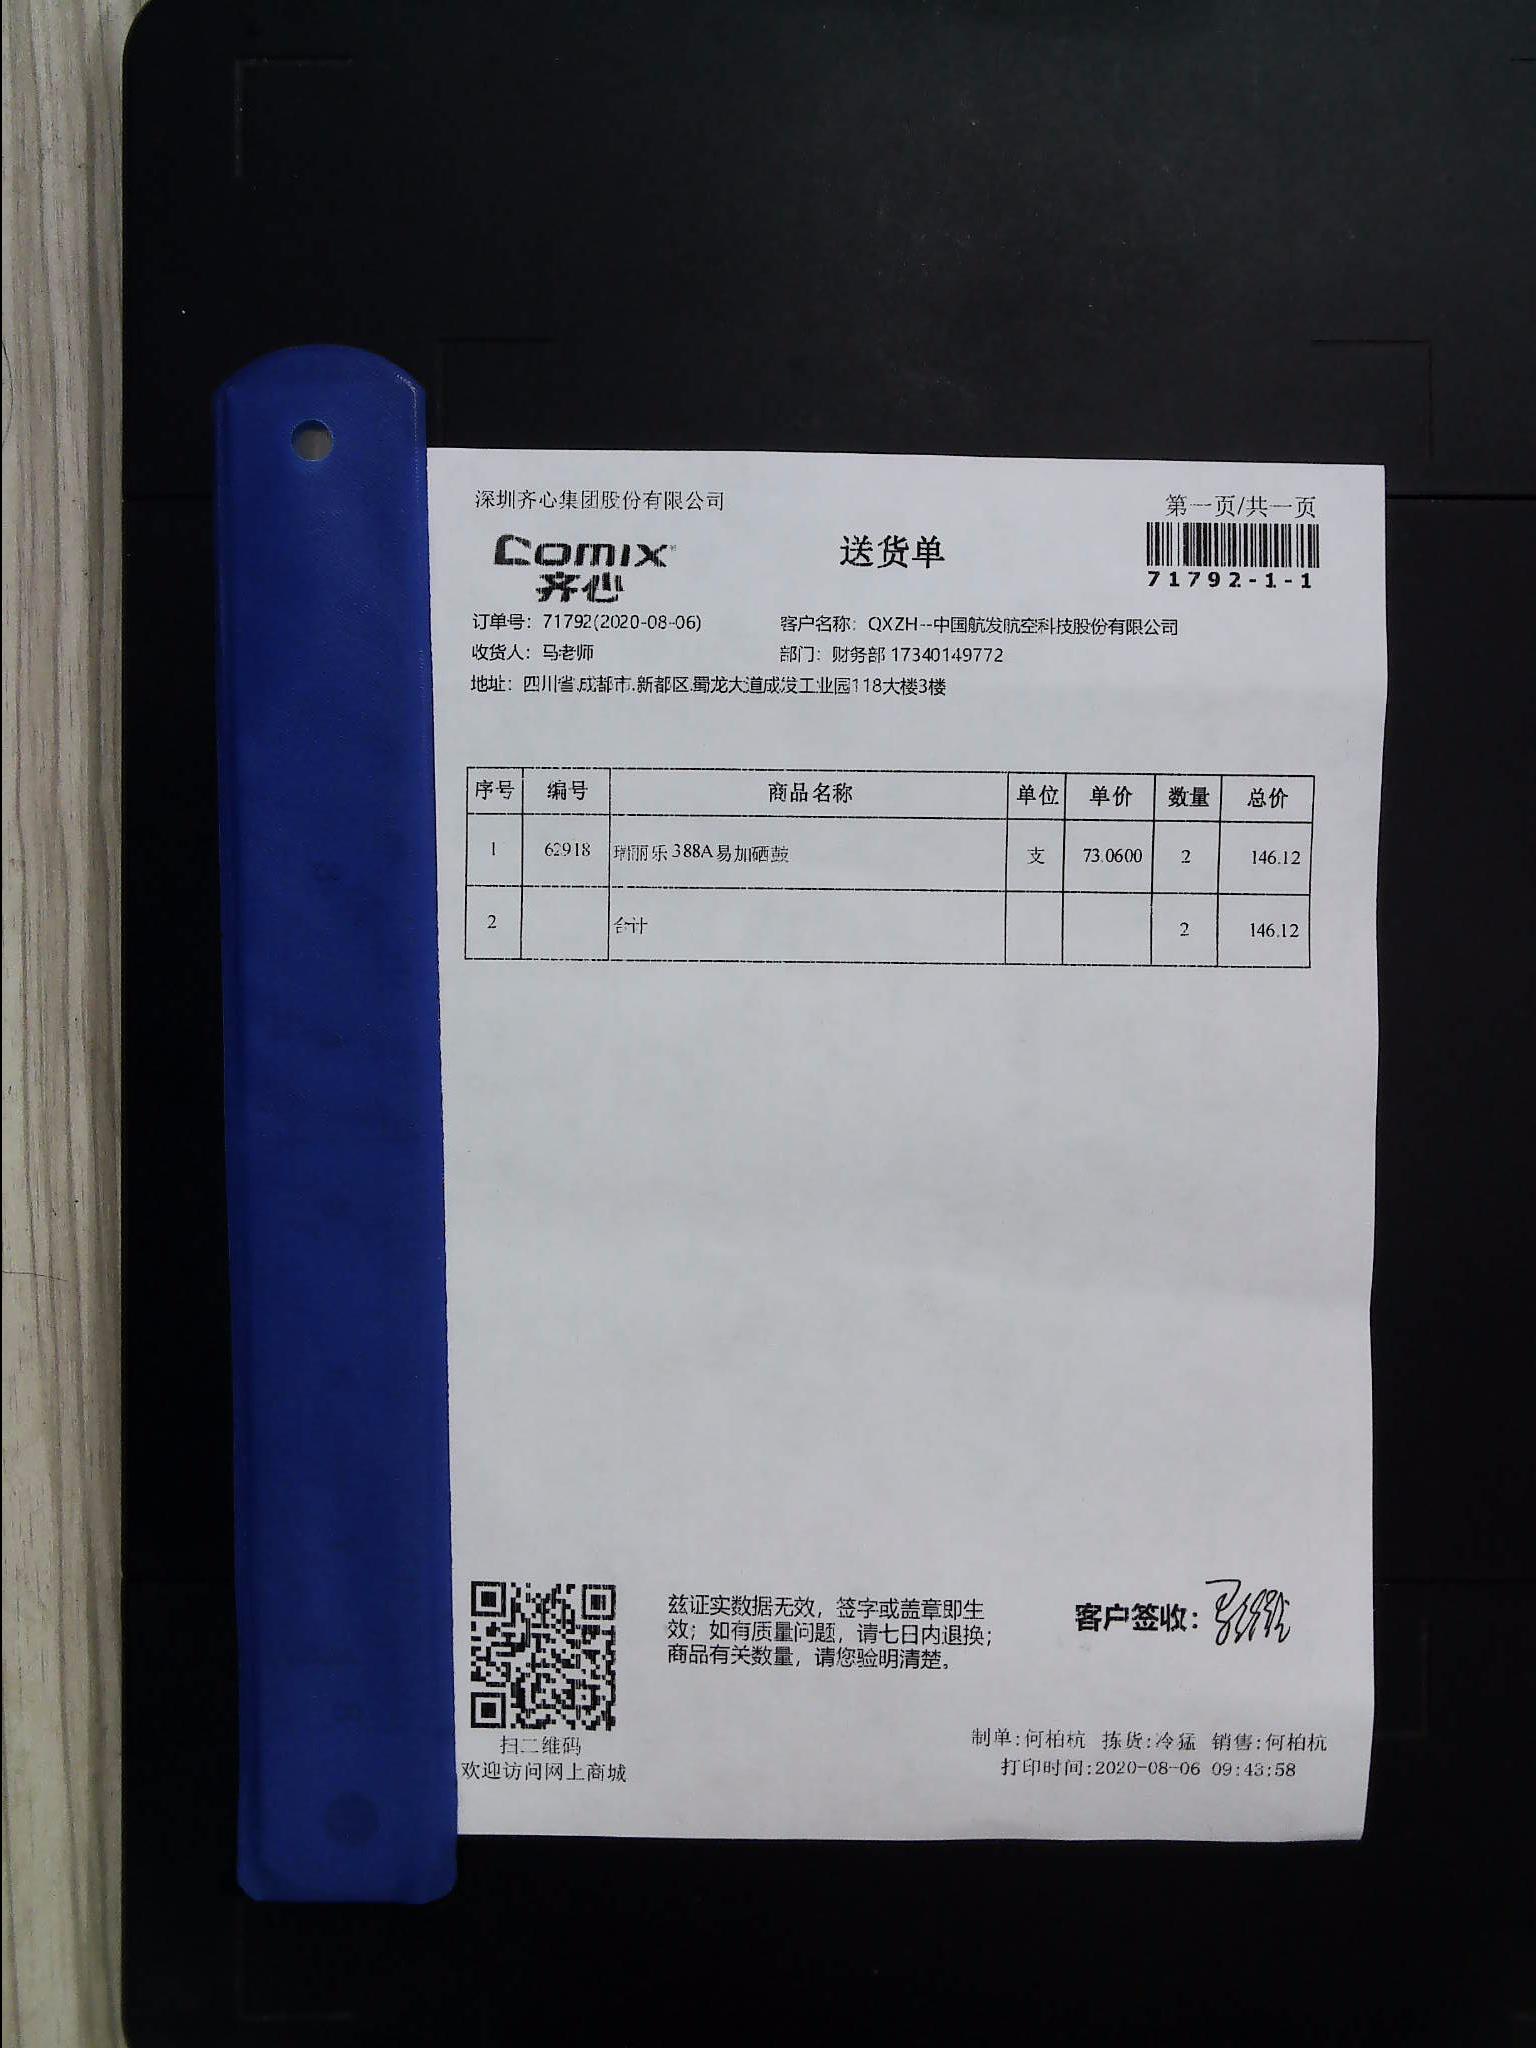 深圳齐心集团股份有限公司
第一页/共一页
comix
齐心
送货单
71792-1-1
订单号：71792(2020-08-06) 客户名称：QXZH--中国航发航空科技股份有限公司
收货人：马老师 部门：财务部 17340149772
地址：四川省.成都市.新都区.蜀龙大道成发工业园118大楼3楼
序号 编号 商品名称 单位 单价 数量 总价
1 62918 瑞丽乐388A易加硒鼓 支 73.0600 2 146.12
2 合计 2 146.12
兹证实数据无效，签字或盖章即生
效；如有质量问题，请七日内退换；
商品有关数量，请您验明清楚。
客户签收：
扫二维码
欢迎访问网上商城
制单:何柏杭 拣货:冷猛 销售:何柏杭
打印时间:2020-08-06 09:43:58